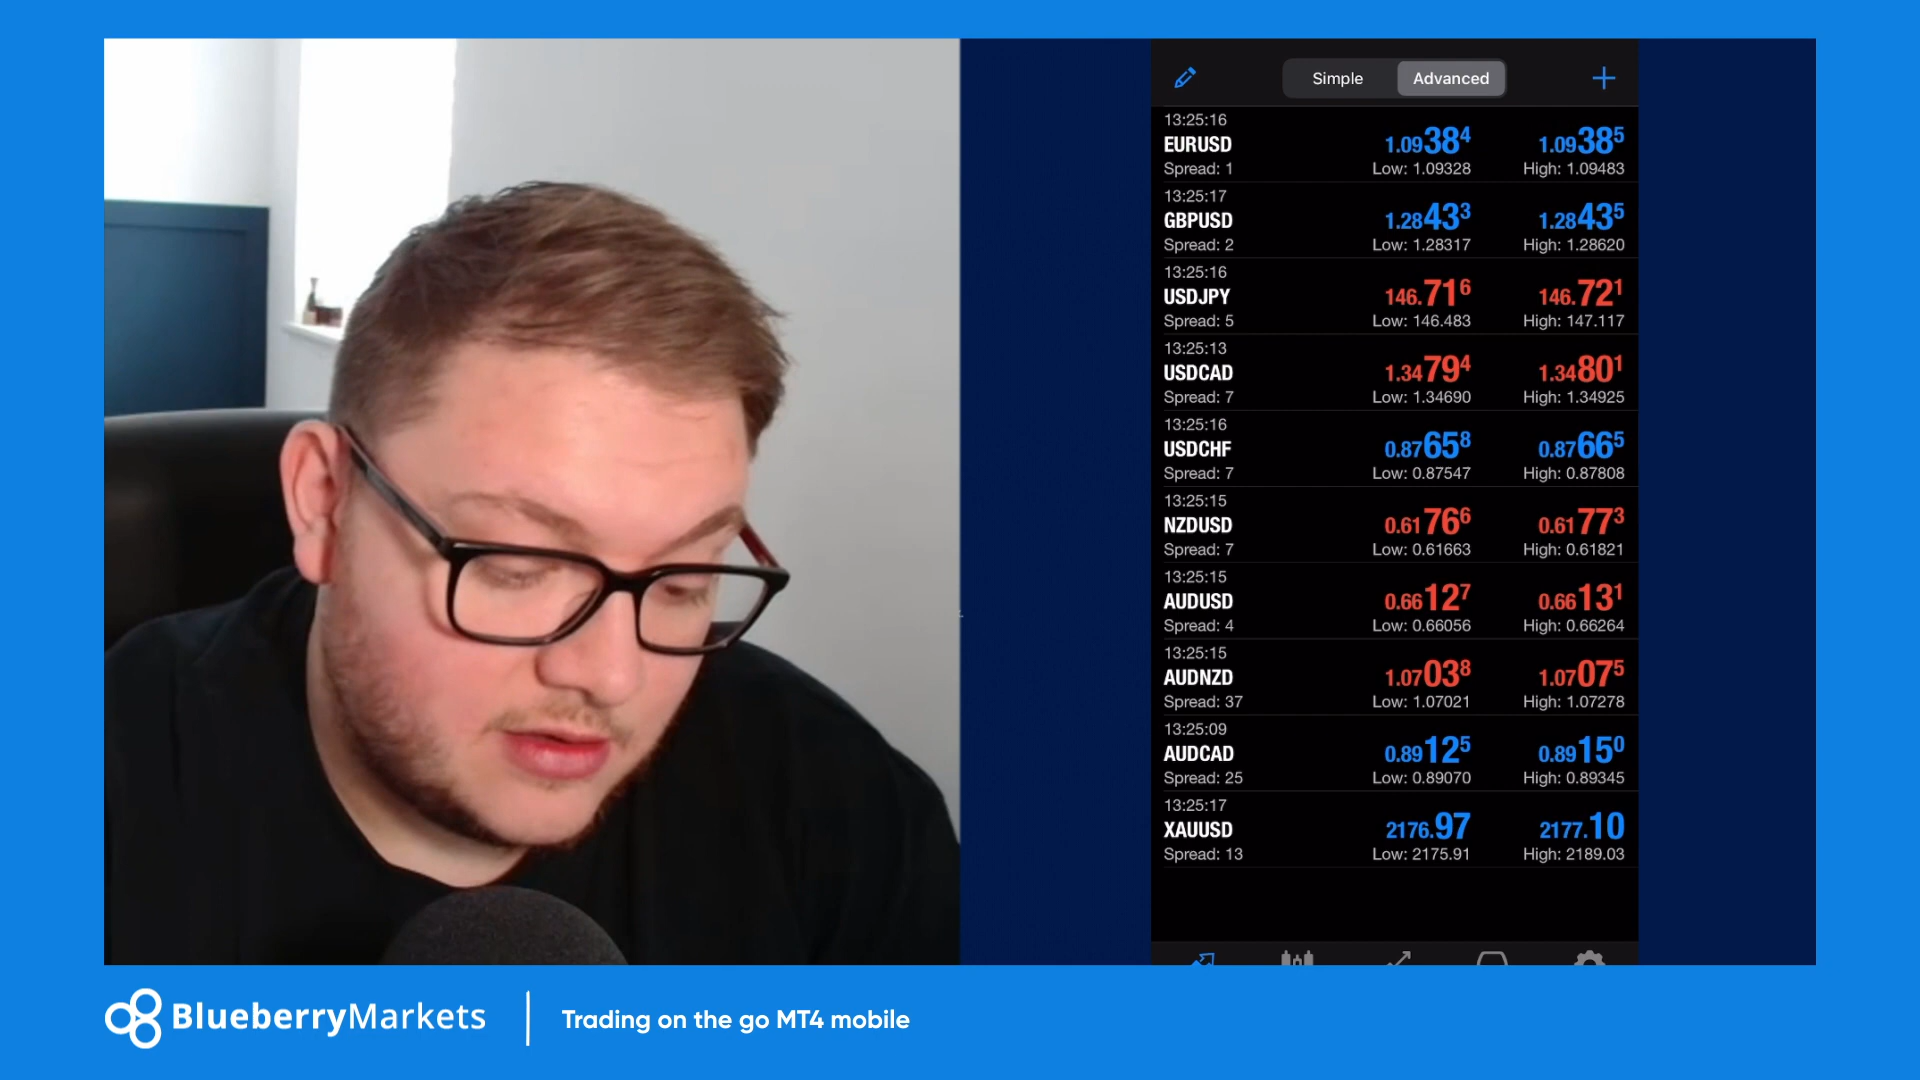 Simple
Advanced
13:25:16
EURUSD 1.09384 1.09385
Spread: 1 Low: 1.09328 High: 1.09483
13:25:17
GBPUSD 1.28433 1.28435
Spread: 2 Low: 1.28317 High: 1.28620
13:25:16
USDJPY 146.716 146.721
Spread: 5 Low: 146.483 High: 147.117
13:25:13
USDCAD 1.34794 1.34801
Spread: 7 Low: 1.34690 High: 1.34925
13:25:16
USDCHF 0.87658 0.87665
Spread: 7 Low: 0.87547 High: 0.87808
13:25:15
NZDUSD 0.61766 0.61773
Spread: 7 Low: 0.61663 High: 0.61821
13:25:15
AUDUSD 0.66127 0.66131
Spread: 4 Low: 0.66056 High: 0.66264
13:25:15
AUDNZD 1.07038 1.07075
Spread: 37 Low: 1.07021 High: 1.07278
13:25:09
AUDCAD 0.89125 0.89150
Spread: 25 Low: 0.89070 High: 0.89345
13:25:17
XAUUSD 2176.97 2177.10
Spread: 13 Low: 2175.91 High: 2189.03
BlueberryMarkets
Trading on the go MT4 mobile